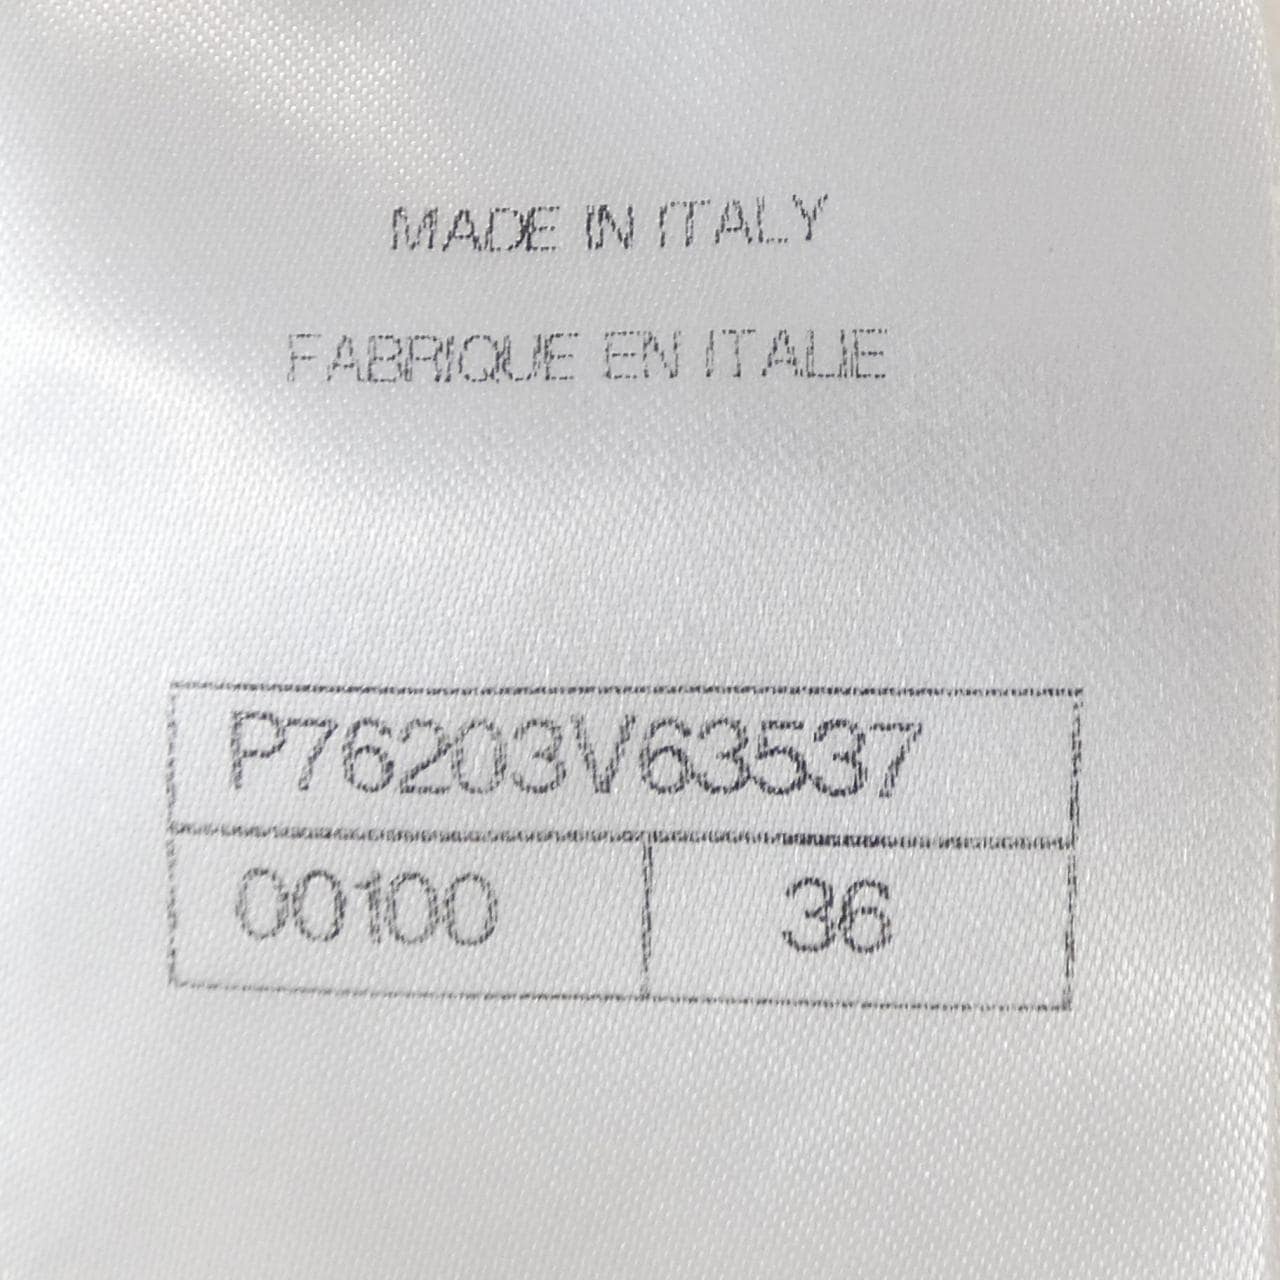 MADE IN ITALY
FABRIQUE EN ITALIE
P76203V63537
00100 36